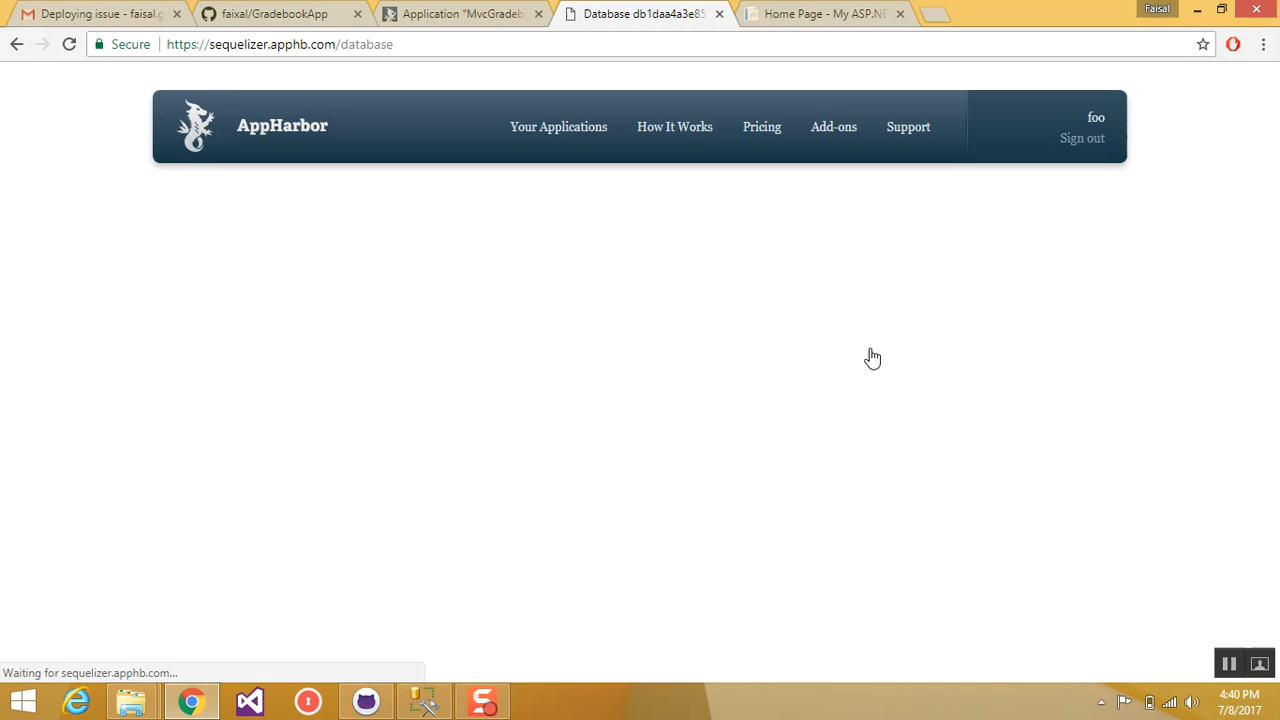 Deploying issue - faisal.g
faixal/GradebookApp
Application "MvcGradeb
Database db1daa4a3e85
Home Page - My ASP.NE
Faisal
Secure
https://sequelizer.apphb.com/database
AppHarbor
Your Applications
How It Works
Pricing
Add-ons
Support
foo
Sign out
Waiting for sequelizer.apphb.com...
4:40 PM
7/8/2017